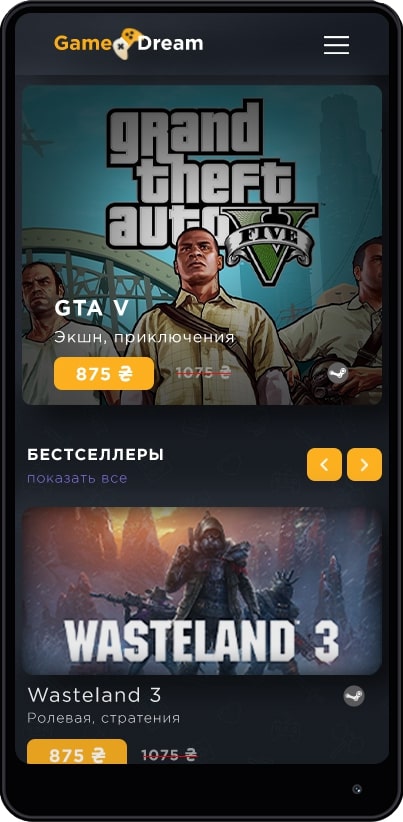 Game Dream
grand
theft
auto V
FIVE
GTA V
Экшн, приключения
875 ₴ 1075 ₴
БЕСТСЕЛЛЕРЫ
показать все
WASTELAND 3
Wasteland 3
Ролевая, стратения
875 ₴ 1075 ₴